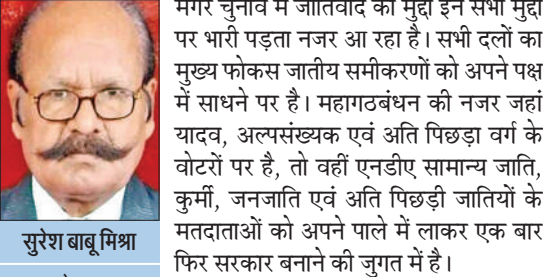 मगर चुनाव में जातिवाद का मुद्दा इन सभी मुद्दों
पर भारी पड़ता नजर आ रहा है। सभी दलों का
मुख्य फोकस जातीय समीकरणों को अपने पक्ष
में साधने पर है। महागठबंधन की नजर जहां
यादव, अल्पसंख्यक एवं अति पिछड़ा वर्ग के
वोटरों पर है, तो वहीं एनडीए सामान्य जाति,
कुर्मी, जनजाति एवं अति पिछड़ी जातियों के
मतदाताओं को अपने पाले में लाकर एक बार
फिर सरकार बनाने की जुगत में है।
सुरेश बाबू मिश्रा